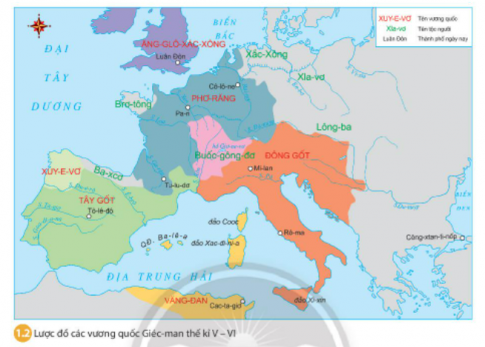 XUY-E-VƠ Tên vương quốc
Xla-vơ Tên tộc người
Luân Đôn Thành phố ngày nay
BIỂN
BẮC
ĐẠI
TÂY
DƯƠNG
ĂNG-GLÔ-XẮC-XÔNG
Luân Đôn
Xắc-Xông
Xla-vơ
Cô-lô-nơ
PHƠ-RĂNG
Pa-ri
Brơ-tông
Lông-ba
Buốc-gông-đơ
ĐÔNG GỐT
Mi-lan
XUY-E-VƠ
Ba-xcơ
Tu-lu-dơ
TÂY GỐT
Tô-lê-đô
BIỂN
ĐEN
đảo Coóc
Rô-ma
Công-xtan-ti-nốp
QĐ. Ba-lê-a
đảo Xác-đi-ni-a
ĐỊA TRUNG HẢI
VĂNG-ĐAN
Các-ta-giơ
đảo Xi-xin
1.2 Lược đồ các vương quốc Giéc-man thế kỉ V – VI